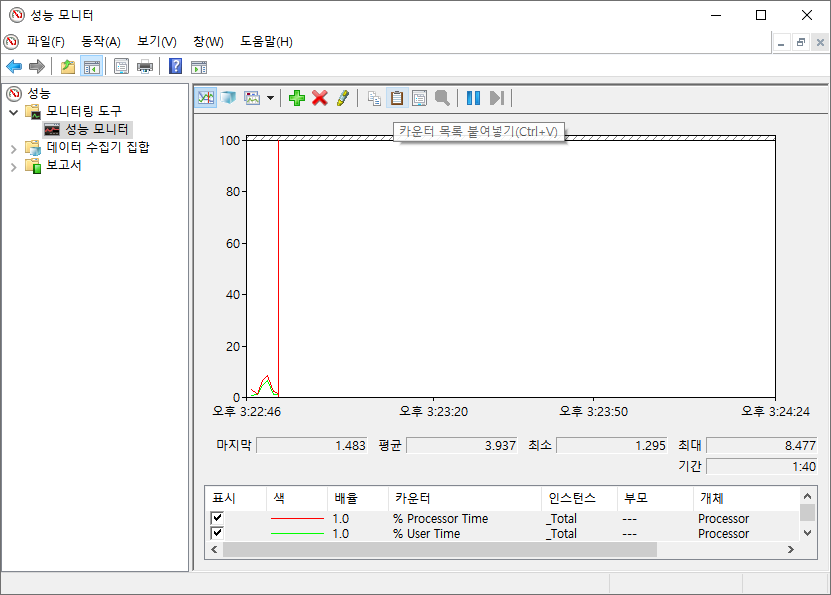 성능 모니터
파일(F) 동작(A) 보기(V) 창(W) 도움말(H)
성능
모니터링 도구
성능 모니터
데이터 수집기 집합
보고서
카운터 목록 붙여넣기(Ctrl+V)
100
80
60
40
20
0
오후 3:22:46 오후 3:23:20 오후 3:23:50 오후 3:24:24
마지막 1.483 평균 3.937 최소 1.295 최대 8.477
기간 1:40
표시 색 배율 카운터 인스턴스 부모 개체
1.0 % Processor Time _Total --- Processor
1.0 % User Time _Total --- Processor